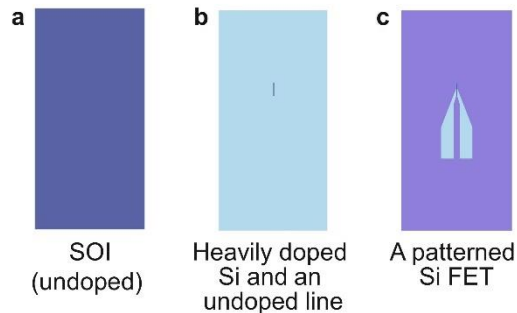 a
b
c
SOI
(undoped)
Heavily doped
Si and an
undoped line
A patterned
Si FET